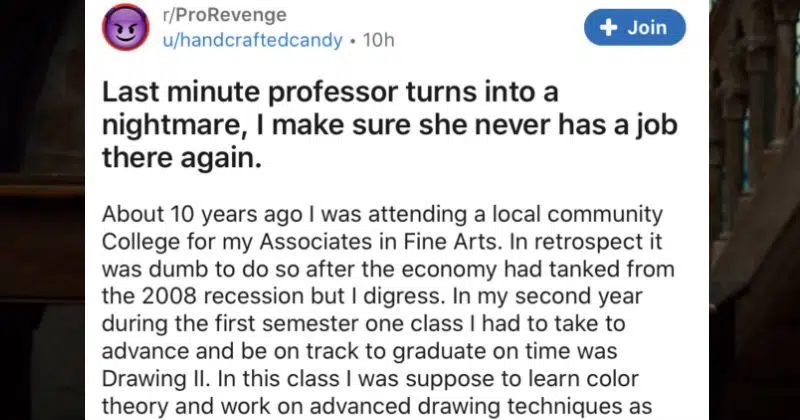 r/ProRevenge
u/handcraftedcandy • 10h
+ Join
Last minute professor turns into a
nightmare, I make sure she never has a job
there again.
About 10 years ago I was attending a local community
College for my Associates in Fine Arts. In retrospect it
was dumb to do so after the economy had tanked from
the 2008 recession but I digress. In my second year
during the first semester one class I had to take to
advance and be on track to graduate on time was
Drawing II. In this class I was suppose to learn color
theory and work on advanced drawing techniques as